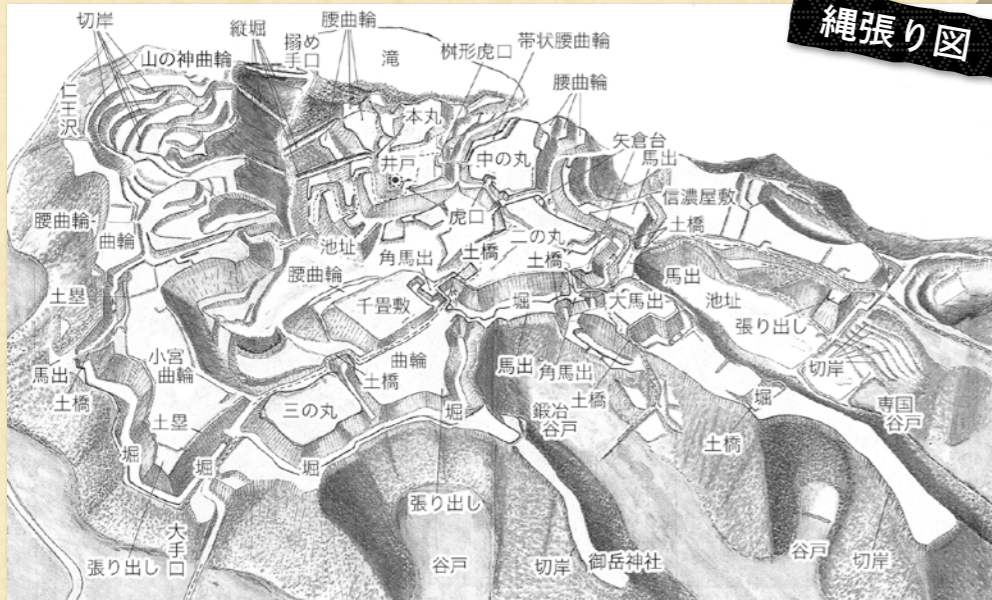 縄張り図
切岸
縦堀
腰曲輪
搦め
手口
滝
桝形虎口
帯状腰曲輪
山の神曲輪
腰曲輪
仁王沢
本丸
井戸
中の丸
矢倉台
馬出
信濃屋敷
土橋
腰曲輪
曲輪
虎口
池址
角馬出
土橋
二の丸
土橋
腰曲輪
千畳敷
堀
大馬出
馬出
池址
張り出し
土塁
小宮
曲輪
曲輪
土橋
馬出
角馬出
切岸
馬出
土橋
土塁
三の丸
堀
鍛冶
谷戸
土橋
堀
専国
谷戸
土橋
堀
堀
堀
張り出し
大手口
張り出し
谷戸
切岸
御岳神社
谷戸
切岸